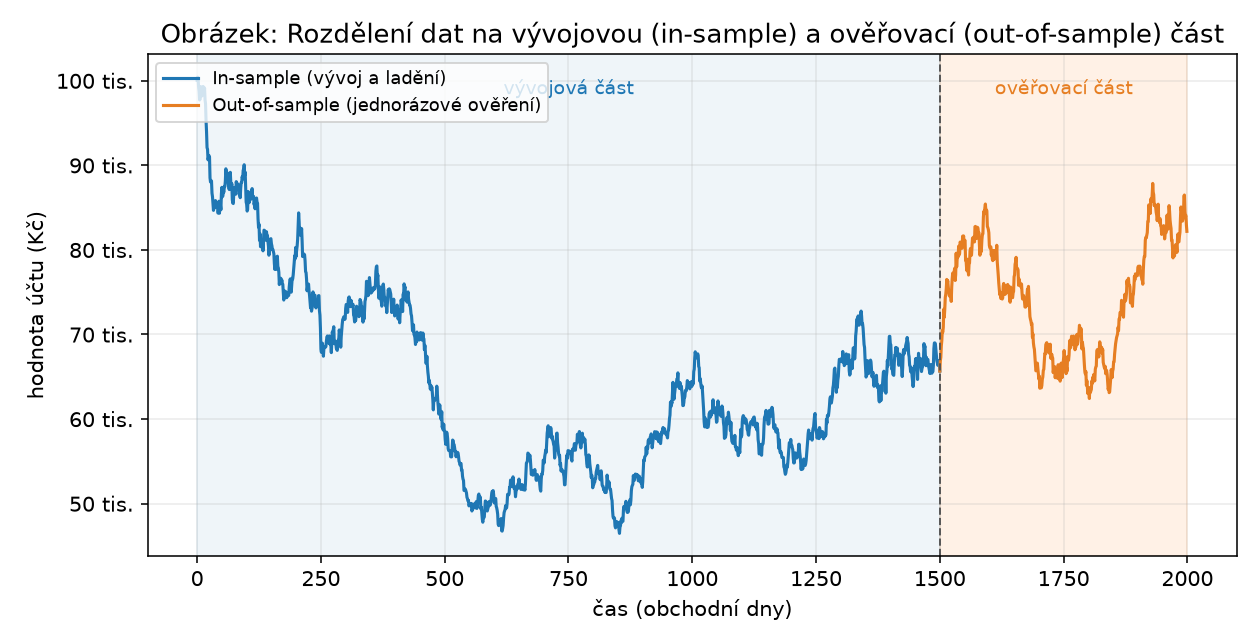 Obrázek: Rozdělení dat na vývojovou (in-sample) a ověřovací (out-of-sample) část
In-sample (vývoj a ladění)
Out-of-sample (jednorázové ověření)
vývojová část
ověřovací část
100 tis.
90 tis.
80 tis.
70 tis.
60 tis.
50 tis.
hodnota účtu (Kč)
0 250 500 750 1000 1250 1500 1750 2000
čas (obchodní dny)